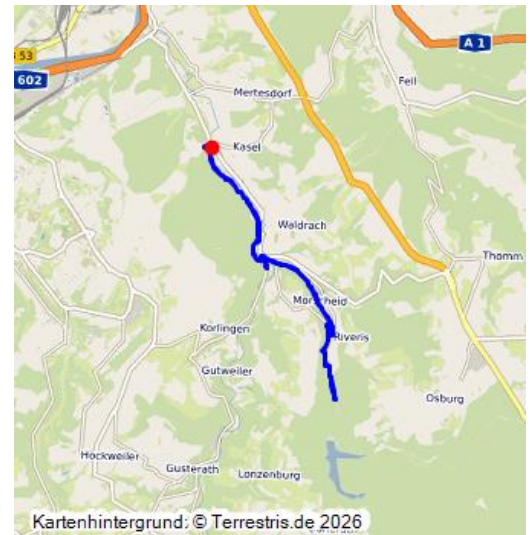 A 1
53
602
Fell
Mertesdorf
Kasel
Waldrach
Thomm
Morscheid
Korlingen
Riveris
Gutweiler
Osburg
Hockweiler
Gusterath
Lonzenburg
Kartenhintergrund: © Terrestris.de 2026